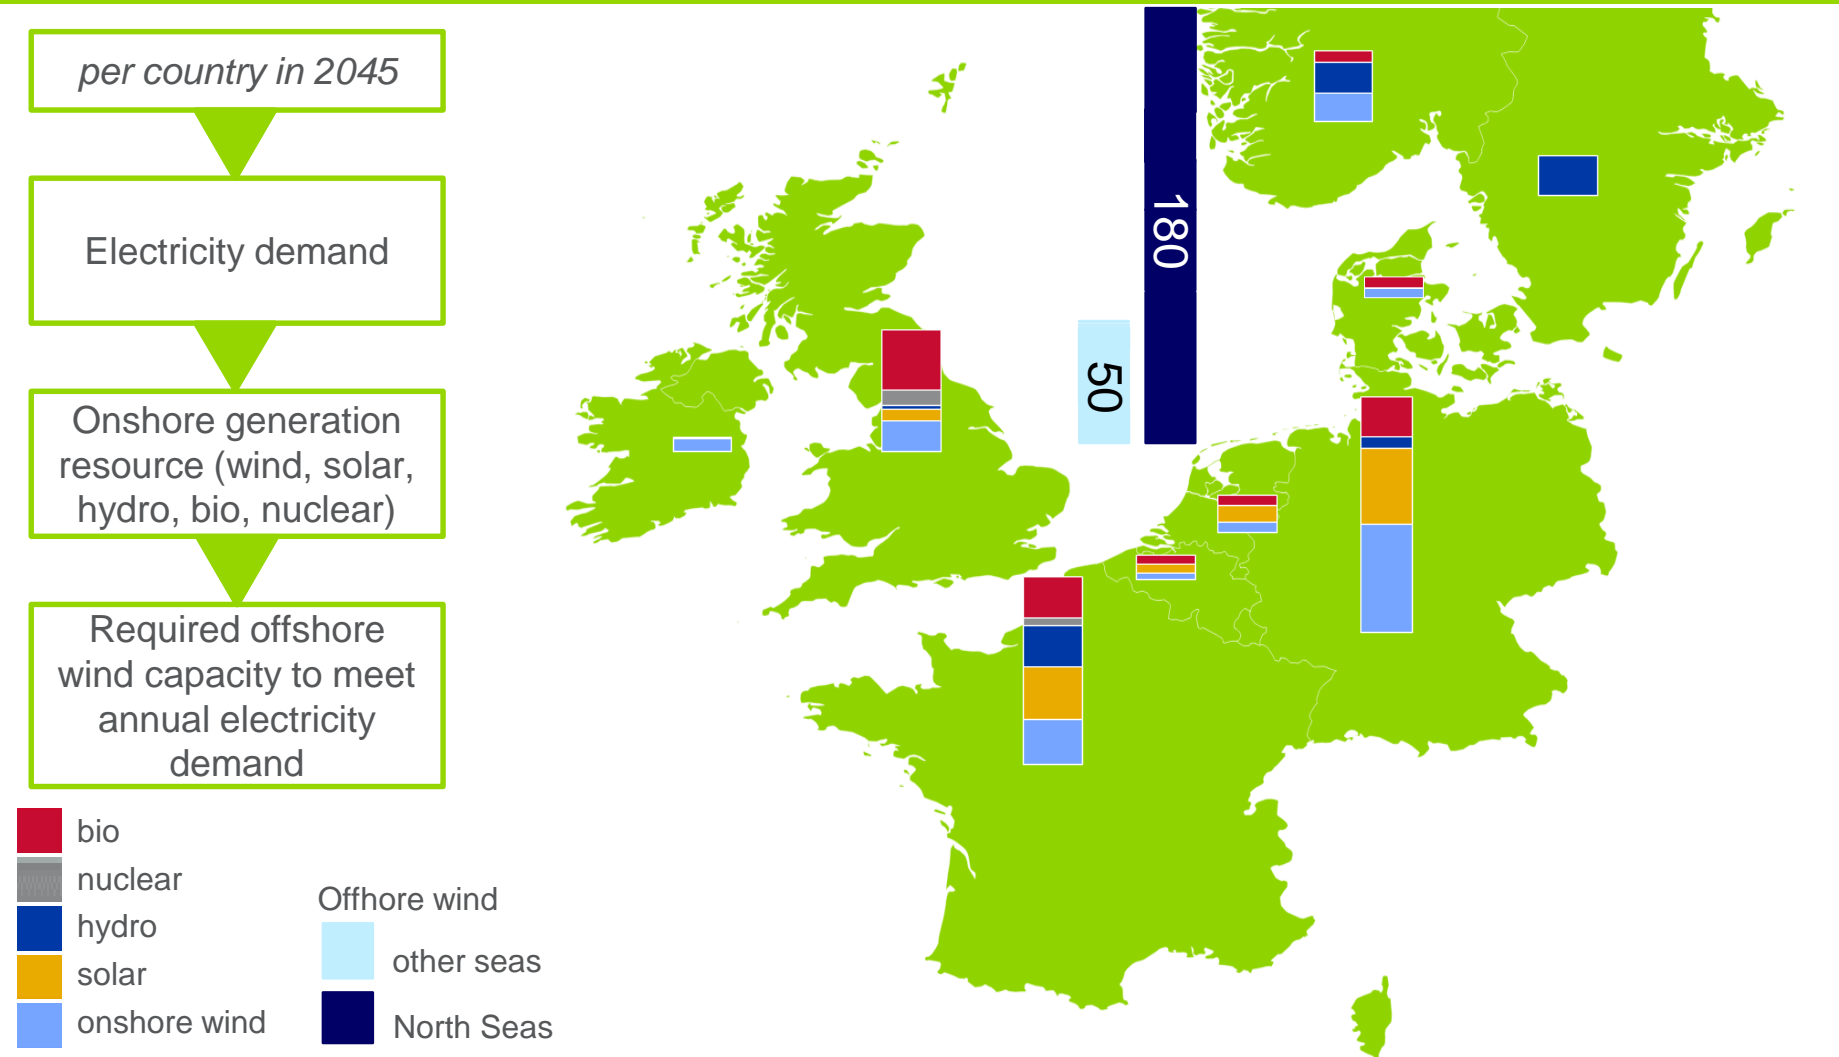 per country in 2045
Electricity demand
Onshore generation
resource (wind, solar,
hydro, bio, nuclear)
Required offshore
wind capacity to meet
annual electricity
demand
bio
nuclear
hydro
solar
onshore wind
Offhore wind
other seas
North Seas
50
180